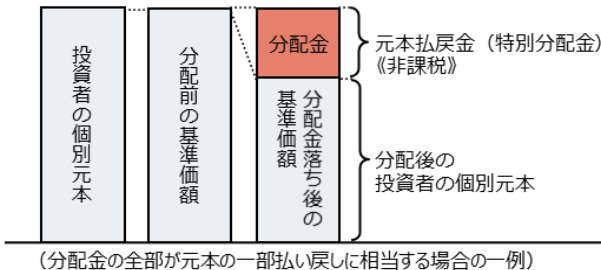 投資者の個別元本
分配前の基準価額
分配金
分配金落ち後の
基準価額
元本払戻金（特別分配金）
《非課税》
分配後の
投資者の個別元本
（分配金の全部が元本の一部払い戻しに相当する場合の一例）